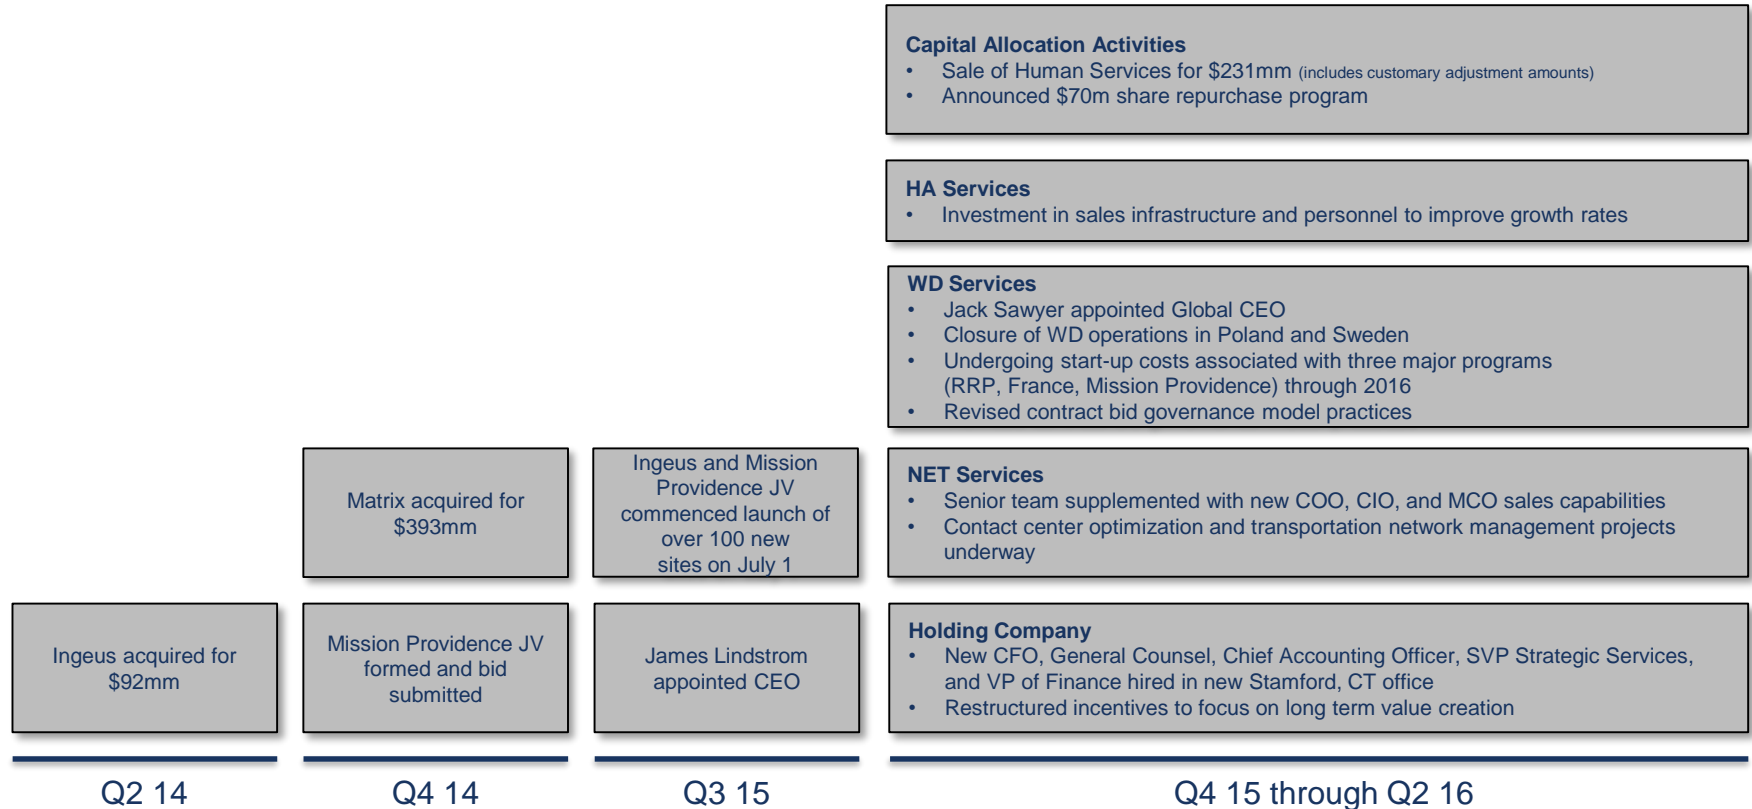 Capital Allocation Activities
• Sale of Human Services for $231mm (includes customary adjustment amounts)
• Announced $70m share repurchase program
HA Services
• Investment in sales infrastructure and personnel to improve growth rates
WD Services
• Jack Sawyer appointed Global CEO
• Closure of WD operations in Poland and Sweden
• Undergoing start-up costs associated with three major programs
(RRP, France, Mission Providence) through 2016
• Revised contract bid governance model practices
Matrix acquired for
$393mm
Ingeus and Mission
Providence JV
commenced launch of
over 100 new
sites on July 1
NET Services
• Senior team supplemented with new COO, CIO, and MCO sales capabilities
• Contact center optimization and transportation network management projects
underway
Ingeus acquired for
$92mm
Mission Providence JV
formed and bid
submitted
James Lindstrom
appointed CEO
Holding Company
• New CFO, General Counsel, Chief Accounting Officer, SVP Strategic Services,
and VP of Finance hired in new Stamford, CT office
• Restructured incentives to focus on long term value creation
Q2 14
Q4 14
Q3 15
Q4 15 through Q2 16